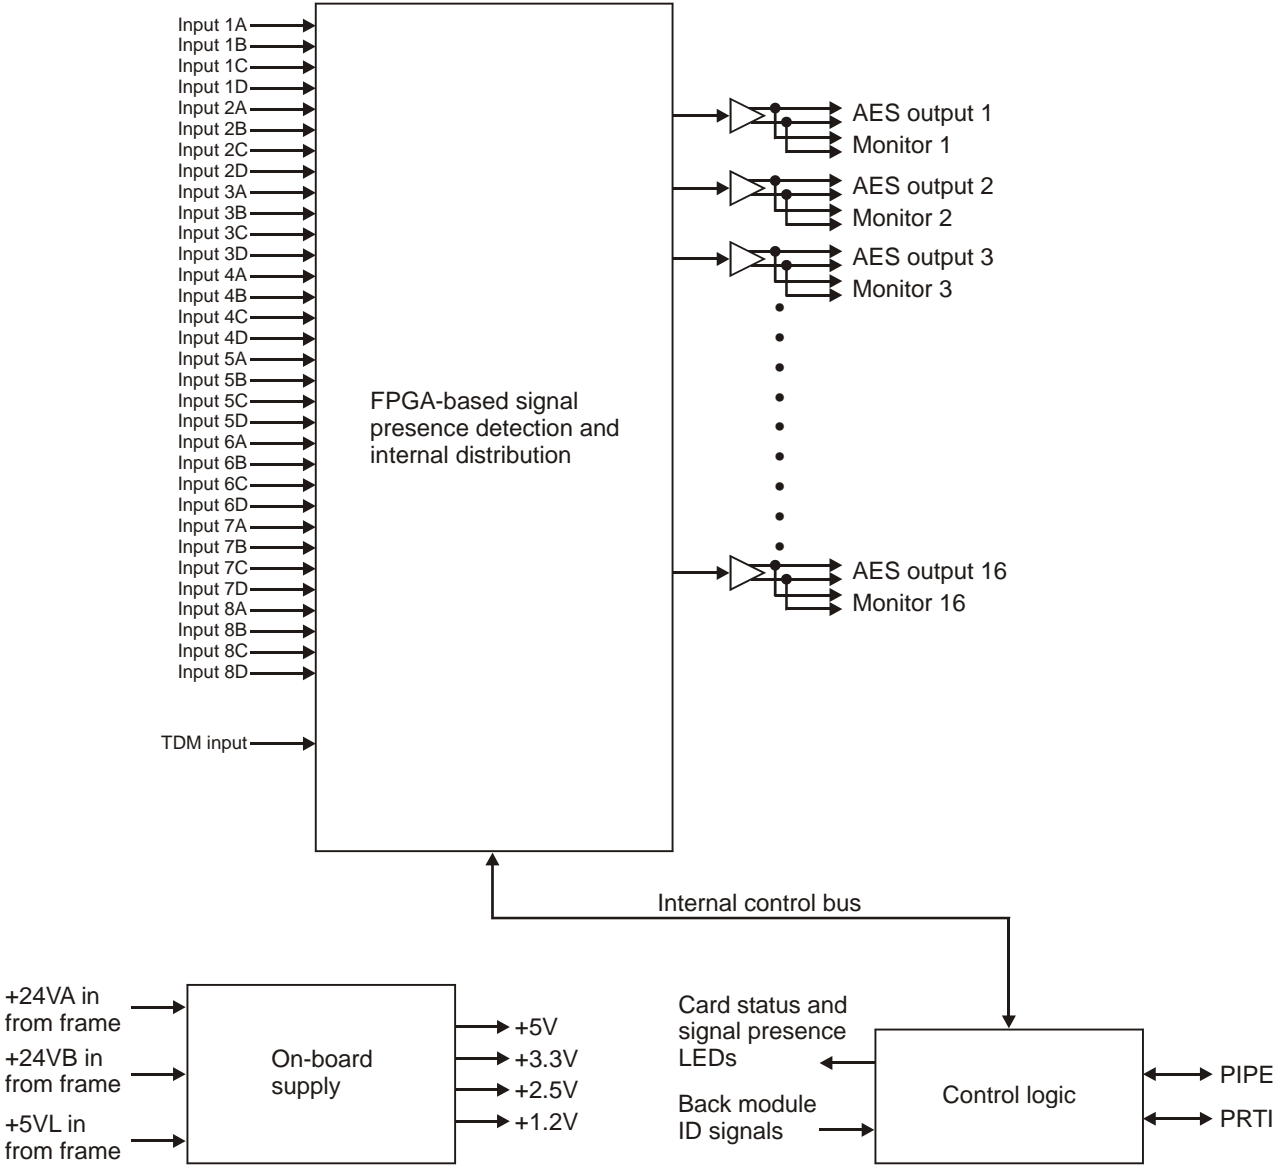 Input 1A
Input 1B
Input 1C
Input 1D
Input 2A
Input 2B
Input 2C
Input 2D
Input 3A
Input 3B
Input 3C
Input 3D
Input 4A
Input 4B
Input 4C
Input 4D
Input 5A
Input 5B
Input 5C
Input 5D
Input 6A
Input 6B
Input 6C
Input 6D
Input 7A
Input 7B
Input 7C
Input 7D
Input 8A
Input 8B
Input 8C
Input 8D
TDM input
FPGA-based signal
presence detection and
internal distribution
AES output 1
Monitor 1
AES output 2
Monitor 2
AES output 3
Monitor 3
AES output 16
Monitor 16
Internal control bus
+24VA in
from frame
+24VB in
from frame
+5VL in
from frame
On-board
supply
+5V
+3.3V
+2.5V
+1.2V
Card status and
signal presence
LEDs
Back module
ID signals
Control logic
PIPE
PRTI